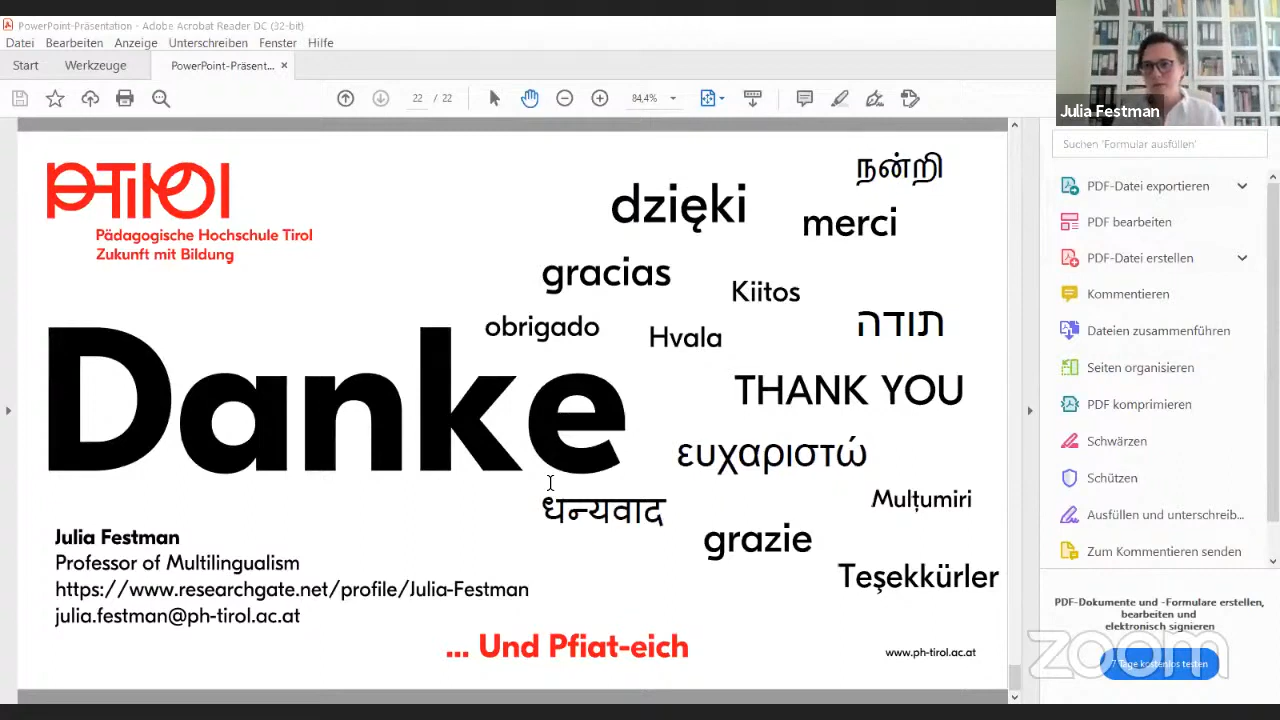 PowerPoint-Präsentation - Adobe Acrobat Reader DC (32-bit)
Datei Bearbeiten Anzeige Unterschreiben Fenster Hilfe
Start Werkzeuge PowerPoint-Präsent... ×
22 / 22 84,4%
Julia Festman
Suchen 'Formular ausfüllen'
PDF-Datei exportieren
PDF bearbeiten
PDF-Datei erstellen
Kommentieren
Dateien zusammenführen
Seiten organisieren
PDF komprimieren
Schwärzen
Schützen
Ausfüllen und unterschreib...
Zum Kommentieren senden
PDF-Dokumente und -Formulare erstellen,
bearbeiten und
elektronisch signieren
7 Tage kostenlos testen
zoom
PHTIROL
Pädagogische Hochschule Tirol
Zukunft mit Bildung
நன்றி
dzięki
merci
gracias
Kiitos
obrigado
Hvala
תודה
Danke
THANK YOU
ευχαριστώ
Mulțumiri
धन्यवाद
grazie
Teşekkürler
Julia Festman
Professor of Multilingualism
https://www.researchgate.net/profile/Julia-Festman
julia.festman@ph-tirol.ac.at
... Und Pfiat-eich
www.ph-tirol.ac.at